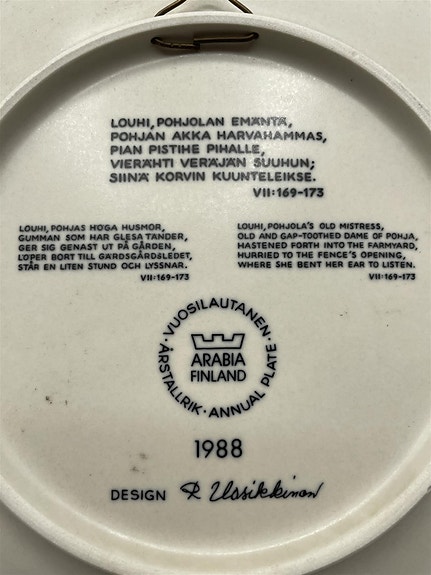 LOUHI, POHJOLAN EMÄNTÄ,
POHJAN AKKA HARVAHAMMAS,
PIAN PISTIHE PIHALLE,
VIERÄHTI VERÄJÄN SUUHUN;
SIINÄ KORVIN KUUNTELEIKSE.
VII:169-173
LOUHI, POHJAS HÖGA HUSMOR,
GUMMAN SOM HAR GLESA TÄNDER,
GER SIG GENAST UT PÅ GÅRDEN,
LÖPER BORT TILL GÄRDSGÅRDSLEDET,
STÅR EN LITEN STUND OCH LYSSNAR.
VII:169-173
LOUHI, POHJOLA'S OLD MISTRESS,
OLD AND GAP-TOOTHED DAME OF POHJA,
HASTENED FORTH INTO THE FARMYARD,
HURRIED TO THE FENCE'S OPENING,
WHERE SHE BENT HER EAR TO LISTEN.
VII:169-173
· VUOSILAUTANEN ·
ARABIA
FINLAND
ÅRSTALLRIK · ANNUAL PLATE
1988
DESIGN R Uosikkinen